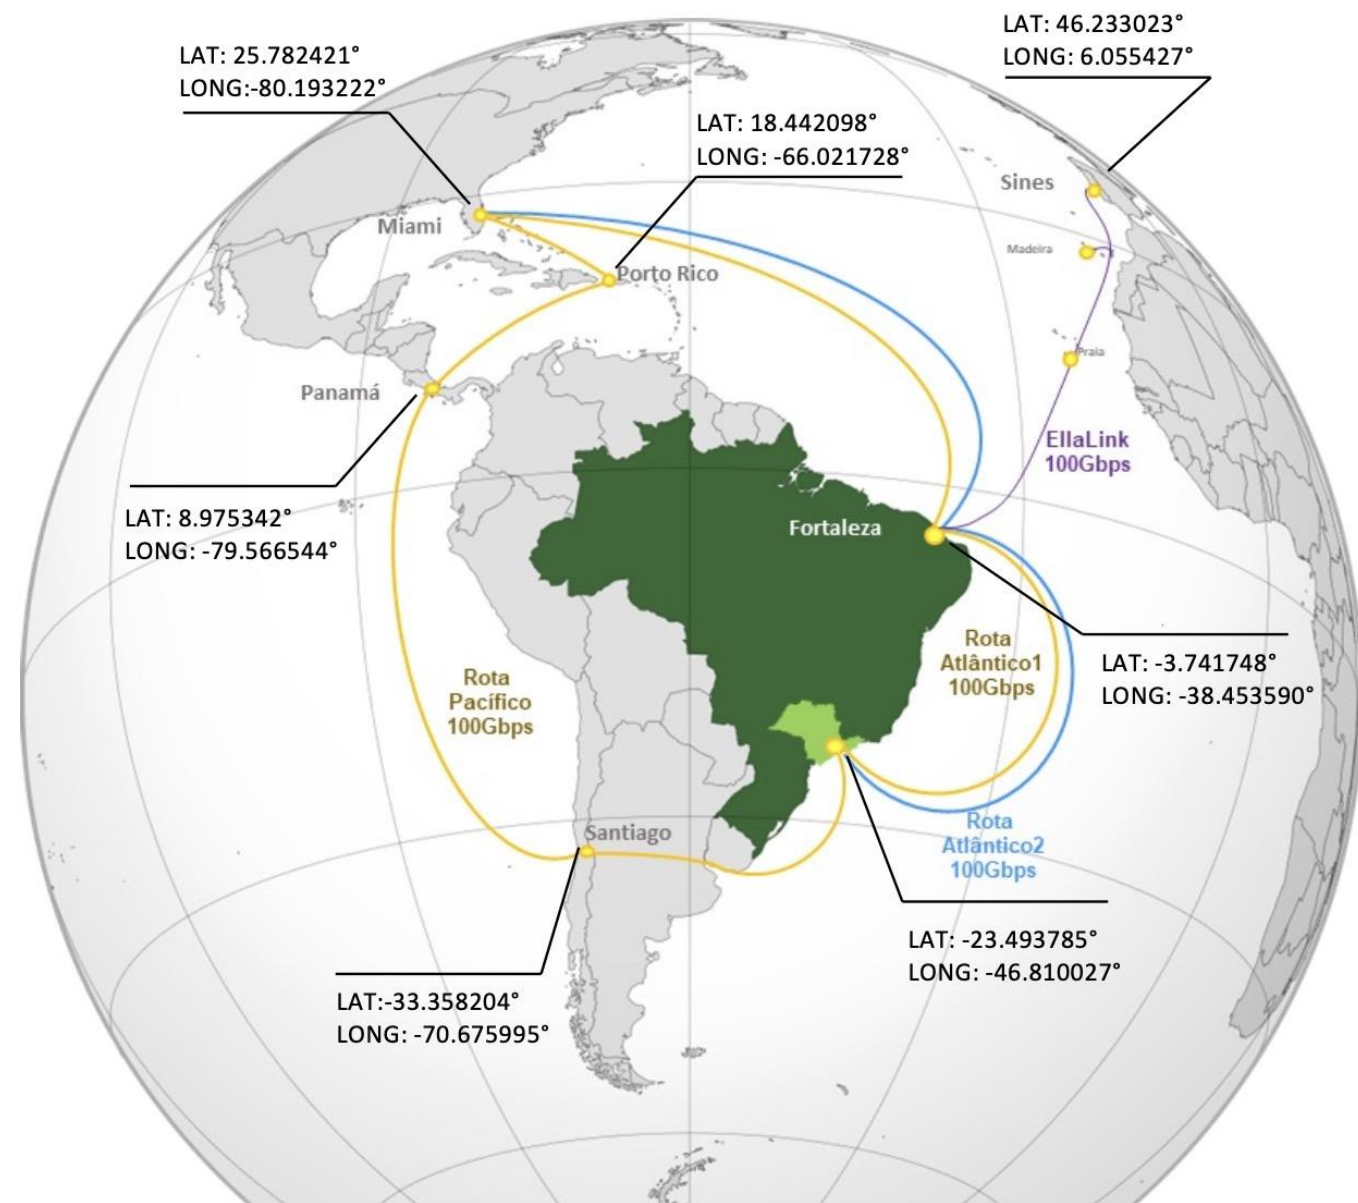 LAT: 46.233023°
LONG: 6.055427°
LAT: 25.782421°
LONG:-80.193222°
LAT: 18.442098°
LONG: -66.021728°
Sines
Miami
Madeira
Porto Rico
Praia
Panamá
EllaLink
100Gbps
LAT: 8.975342°
LONG: -79.566544°
Fortaleza
Rota
Atlântico1
100Gbps
LAT: -3.741748°
LONG: -38.453590°
Rota
Pacífico
100Gbps
Santiago
Rota
Atlântico2
100Gbps
LAT: -23.493785°
LONG: -46.810027°
LAT:-33.358204°
LONG: -70.675995°